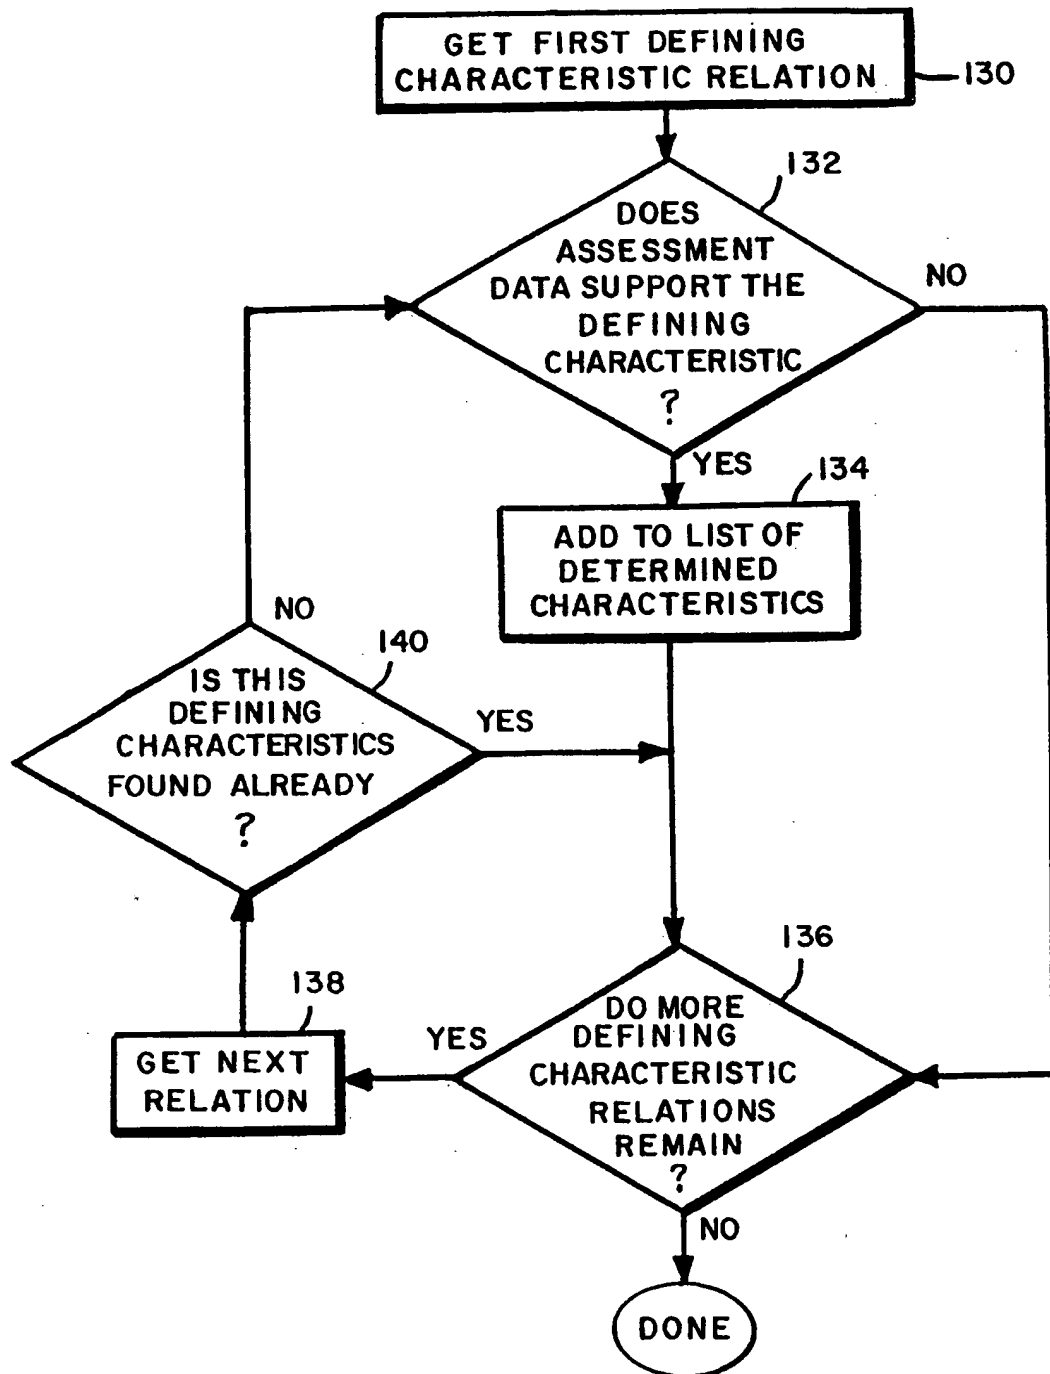 GET FIRST DEFINING
CHARACTERISTIC RELATION
130
132
DOES
ASSESSMENT
DATA SUPPORT THE
DEFINING
CHARACTERISTIC
?
NO
YES
134
ADD TO LIST OF
DETERMINED
CHARACTERISTICS
NO
140
IS THIS
DEFINING
CHARACTERISTICS
FOUND ALREADY
?
YES
136
DO MORE
DEFINING
CHARACTERISTIC
RELATIONS
REMAIN
?
YES
138
GET NEXT
RELATION
NO
DONE